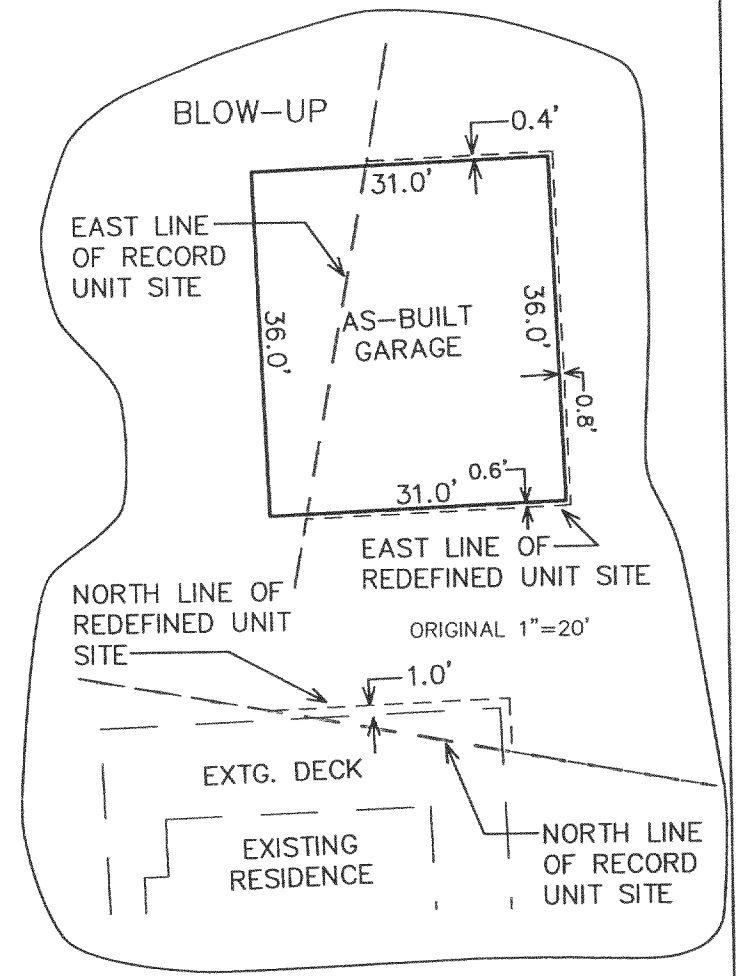 BLOW-UP
0.4'
31.0'
EAST LINE
OF RECORD
UNIT SITE
36.0'
AS-BUILT
GARAGE
36.0'
0.8'
0.6'
31.0'
EAST LINE OF
REDEFINED UNIT SITE
NORTH LINE OF
REDEFINED UNIT
SITE
ORIGINAL 1"=20'
1.0'
EXTG. DECK
EXISTING
RESIDENCE
NORTH LINE
OF RECORD
UNIT SITE